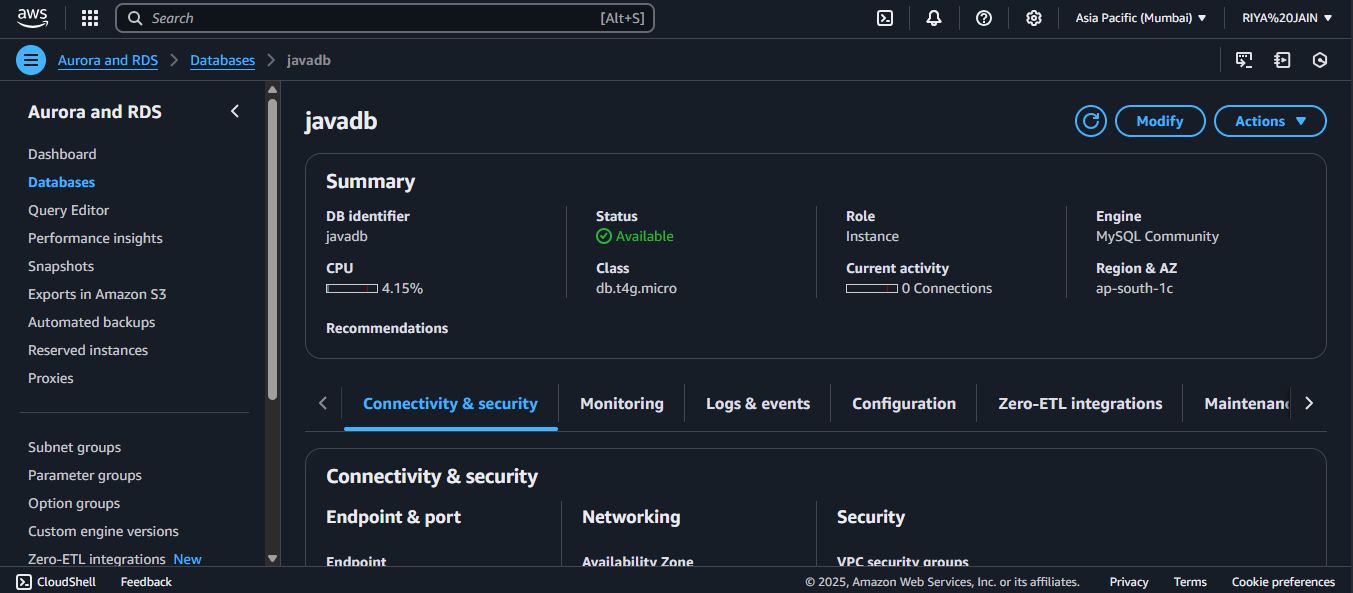 aws
Search [Alt+S]
Asia Pacific (Mumbai)
RIYA%20JAIN
Aurora and RDS
Databases
javadb
Aurora and RDS
Dashboard
Databases
Query Editor
Performance insights
Snapshots
Exports in Amazon S3
Automated backups
Reserved instances
Proxies
Subnet groups
Parameter groups
Option groups
Custom engine versions
Zero-ETL integrations New
javadb
Modify
Actions
Summary
DB identifier
javadb
Status
Available
Role
Instance
Engine
MySQL Community
CPU
4.15%
Class
db.t4g.micro
Current activity
0 Connections
Region & AZ
ap-south-1c
Recommendations
Connectivity & security
Monitoring
Logs & events
Configuration
Zero-ETL integrations
Maintenanc
Connectivity & security
Endpoint & port
Networking
Security
Endpoint
Availability Zone
VPC security groups
CloudShell
Feedback
© 2025, Amazon Web Services, Inc. or its affiliates.
Privacy
Terms
Cookie preferences